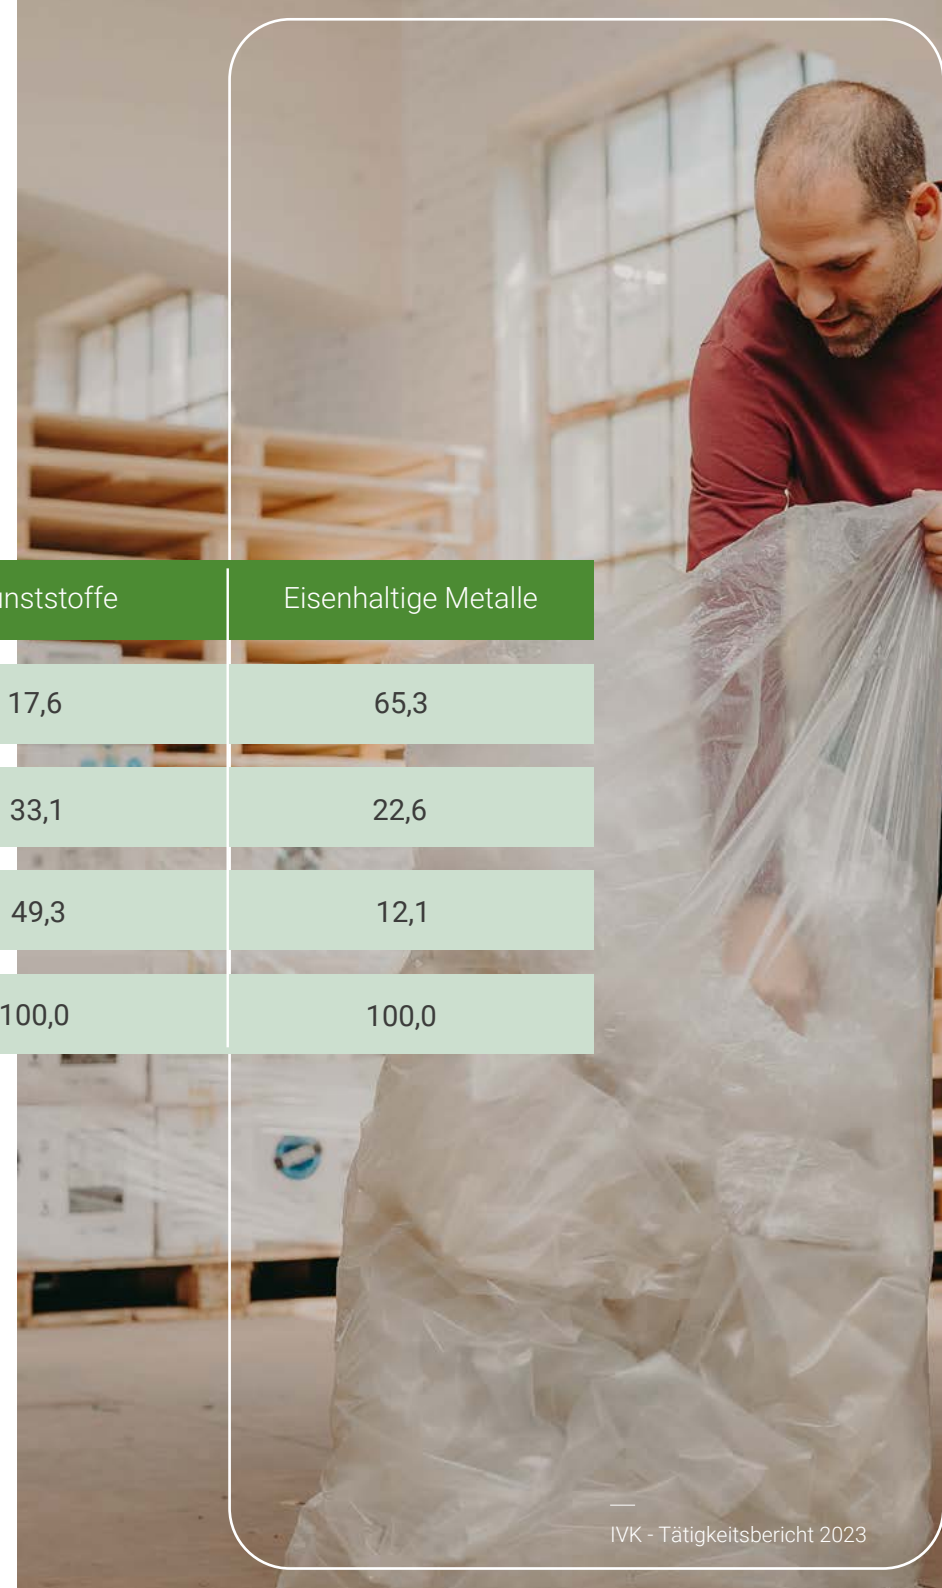 unststoffe Eisenhaltige Metalle
17,6 65,3
33,1 22,6
49,3 12,1
100,0 100,0
IVK - Tätigkeitsbericht 2023